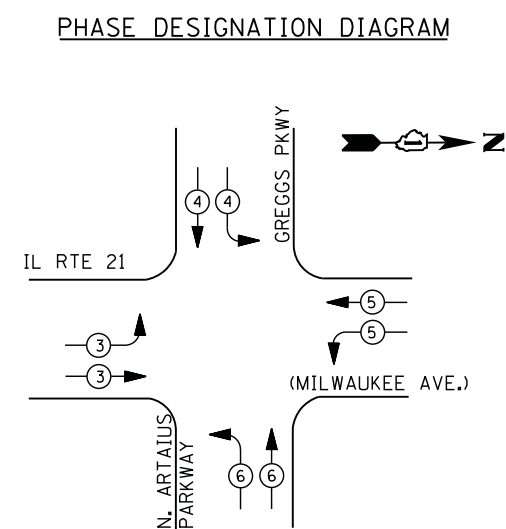 PHASE DESIGNATION DIAGRAM
GREGGS PKWY
N
4
4
IL RTE 21
5
5
3
3
(MILWAUKEE AVE.)
N. ARTAIUS
PARKWAY
6
6